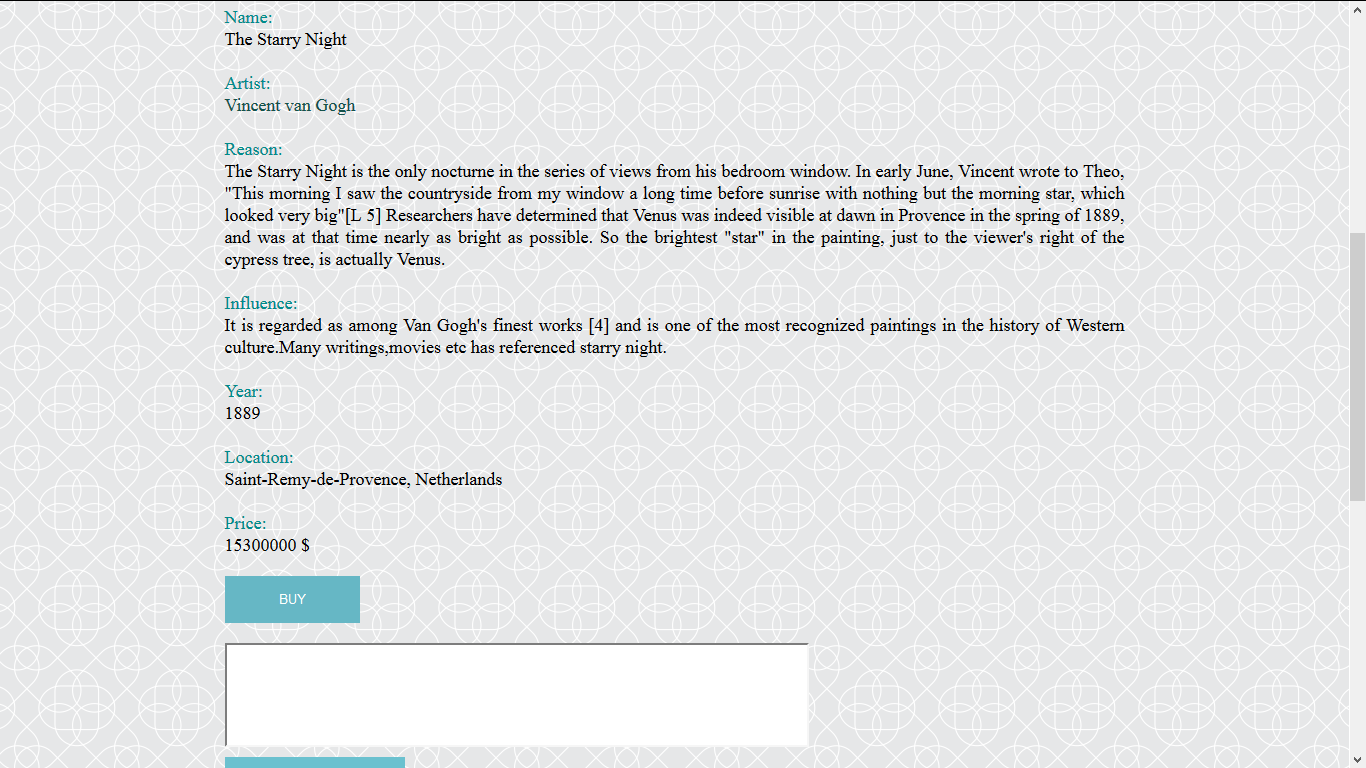 Name:
The Starry Night
Artist:
Vincent van Gogh
Reason:
The Starry Night is the only nocturne in the series of views from his bedroom window. In early June, Vincent wrote to Theo,
"This morning I saw the countryside from my window a long time before sunrise with nothing but the morning star, which
looked very big"[L 5] Researchers have determined that Venus was indeed visible at dawn in Provence in the spring of 1889,
and was at that time nearly as bright as possible. So the brightest "star" in the painting, just to the viewer's right of the
cypress tree, is actually Venus.
Influence:
It is regarded as among Van Gogh's finest works [4] and is one of the most recognized paintings in the history of Western
culture.Many writings,movies etc has referenced starry night.
Year:
1889
Location:
Saint-Remy-de-Provence, Netherlands
Price:
15300000 $
BUY